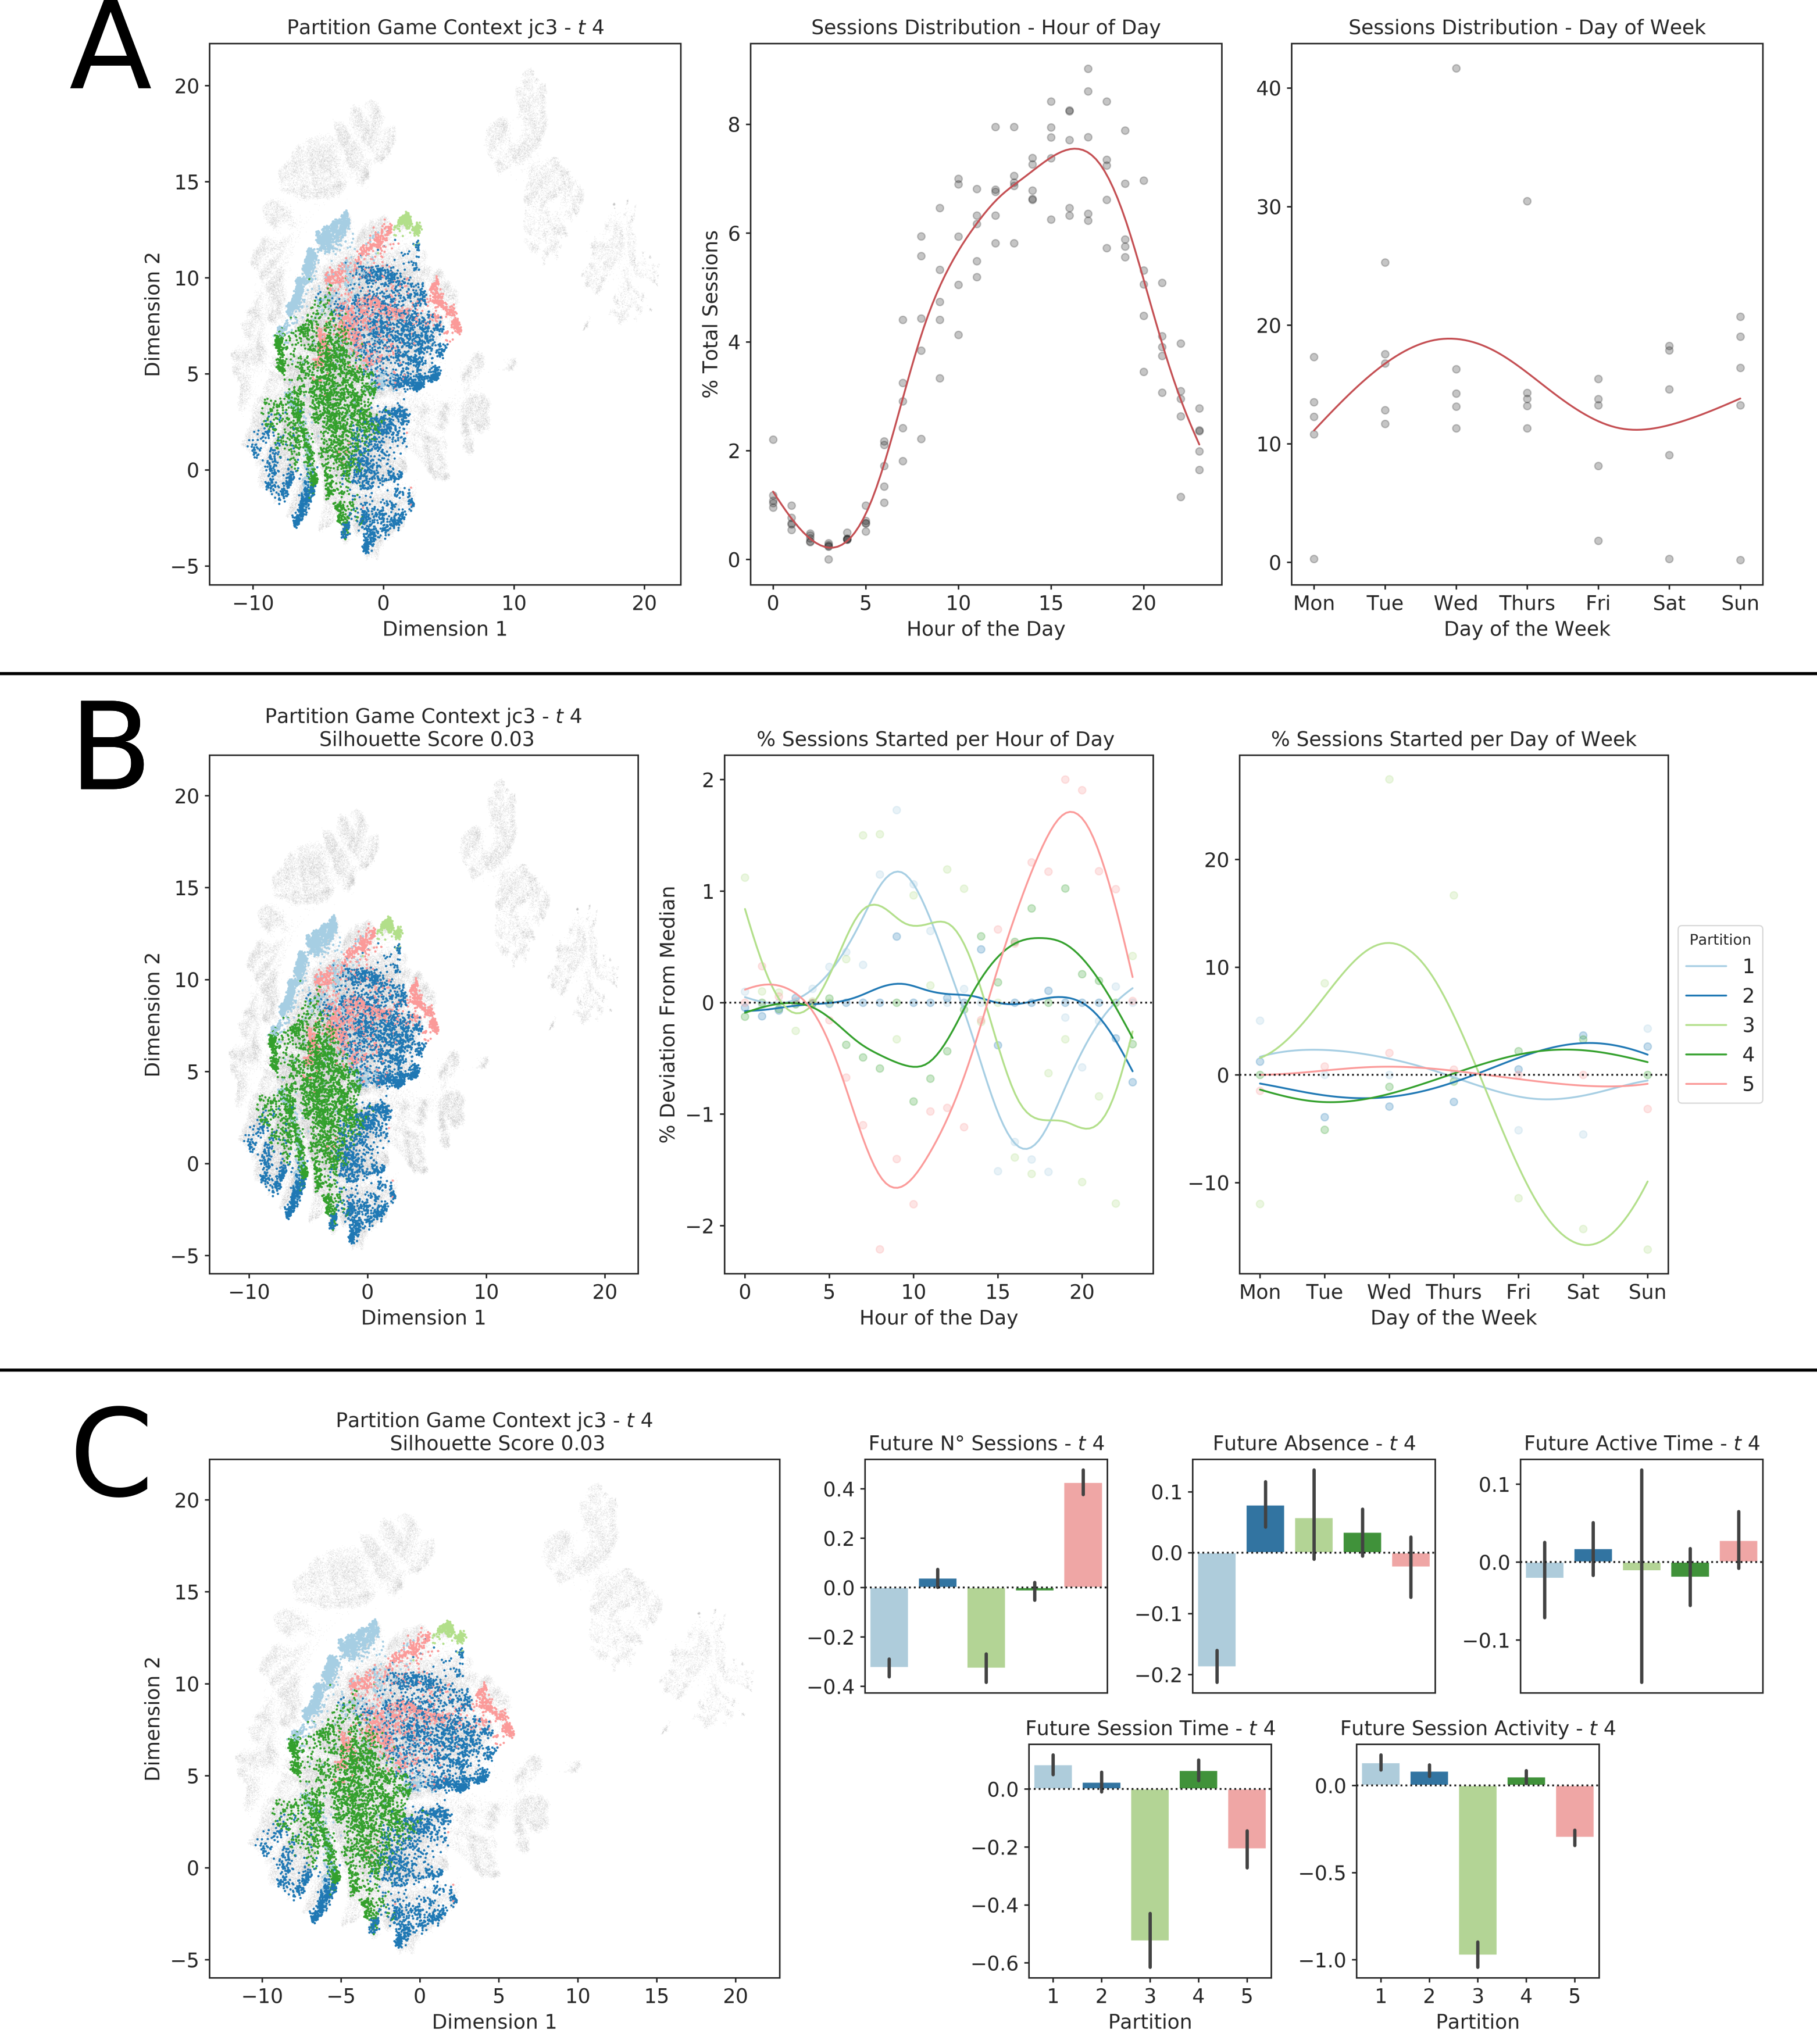 A
Partition Game Context jc3 - t 4
Sessions Distribution - Hour of Day
Sessions Distribution - Day of Week
20
15
10
5
0
−5
Dimension 2
−10
0
10
20
Dimension 1
8
6
4
2
0
% Total Sessions
0
5
10
15
20
Hour of the Day
40
30
20
10
0
Mon
Tue
Wed
Thurs
Fri
Sat
Sun
Day of the Week
B
Partition Game Context jc3 - t 4
Silhouette Score 0.03
% Sessions Started per Hour of Day
% Sessions Started per Day of Week
20
15
10
5
0
−5
Dimension 2
−10
0
10
20
Dimension 1
2
1
0
−1
−2
% Deviation From Median
0
5
10
15
20
Hour of the Day
20
10
0
−10
Mon
Tue
Wed
Thurs
Fri
Sat
Sun
Day of the Week
Partition
1
2
3
4
5
C
Partition Game Context jc3 - t 4
Silhouette Score 0.03
20
15
10
5
0
−5
Dimension 2
−10
−5
0
5
10
15
20
Dimension 1
Future N° Sessions - t 4
0.4
0.2
0.0
−0.2
−0.4
Future Absence - t 4
0.1
0.0
−0.1
−0.2
Future Active Time - t 4
0.1
0.0
−0.1
Future Session Time - t 4
0.0
−0.2
−0.4
−0.6
1
2
3
4
5
Partition
Future Session Activity - t 4
0.0
−0.5
−1.0
1
2
3
4
5
Partition